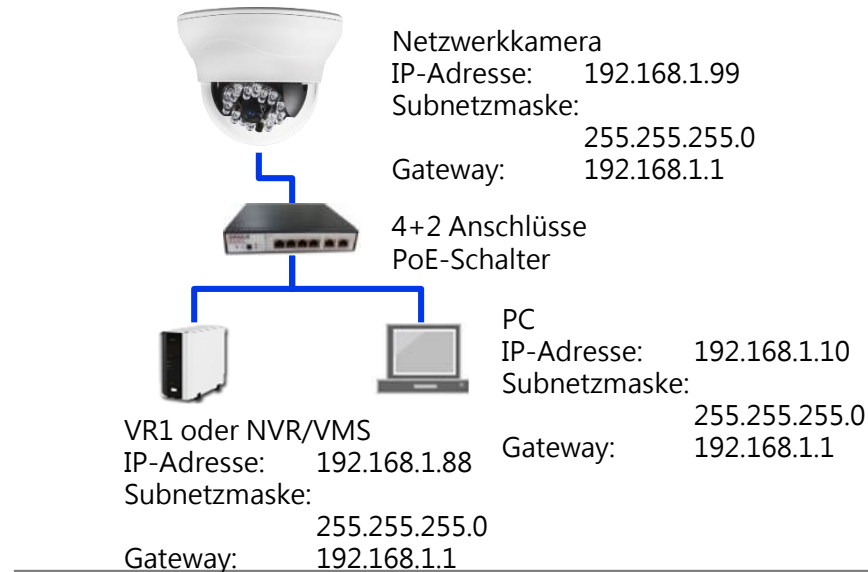 Netzwerkkamera
IP-Adresse: 192.168.1.99
Subnetzmaske:
255.255.255.0
Gateway: 192.168.1.1
4+2 Anschlüsse
PoE-Schalter
PC
IP-Adresse: 192.168.1.10
Subnetzmaske:
255.255.255.0
Gateway: 192.168.1.1
VR1 oder NVR/VMS
IP-Adresse: 192.168.1.88
Subnetzmaske:
255.255.255.0
Gateway: 192.168.1.1